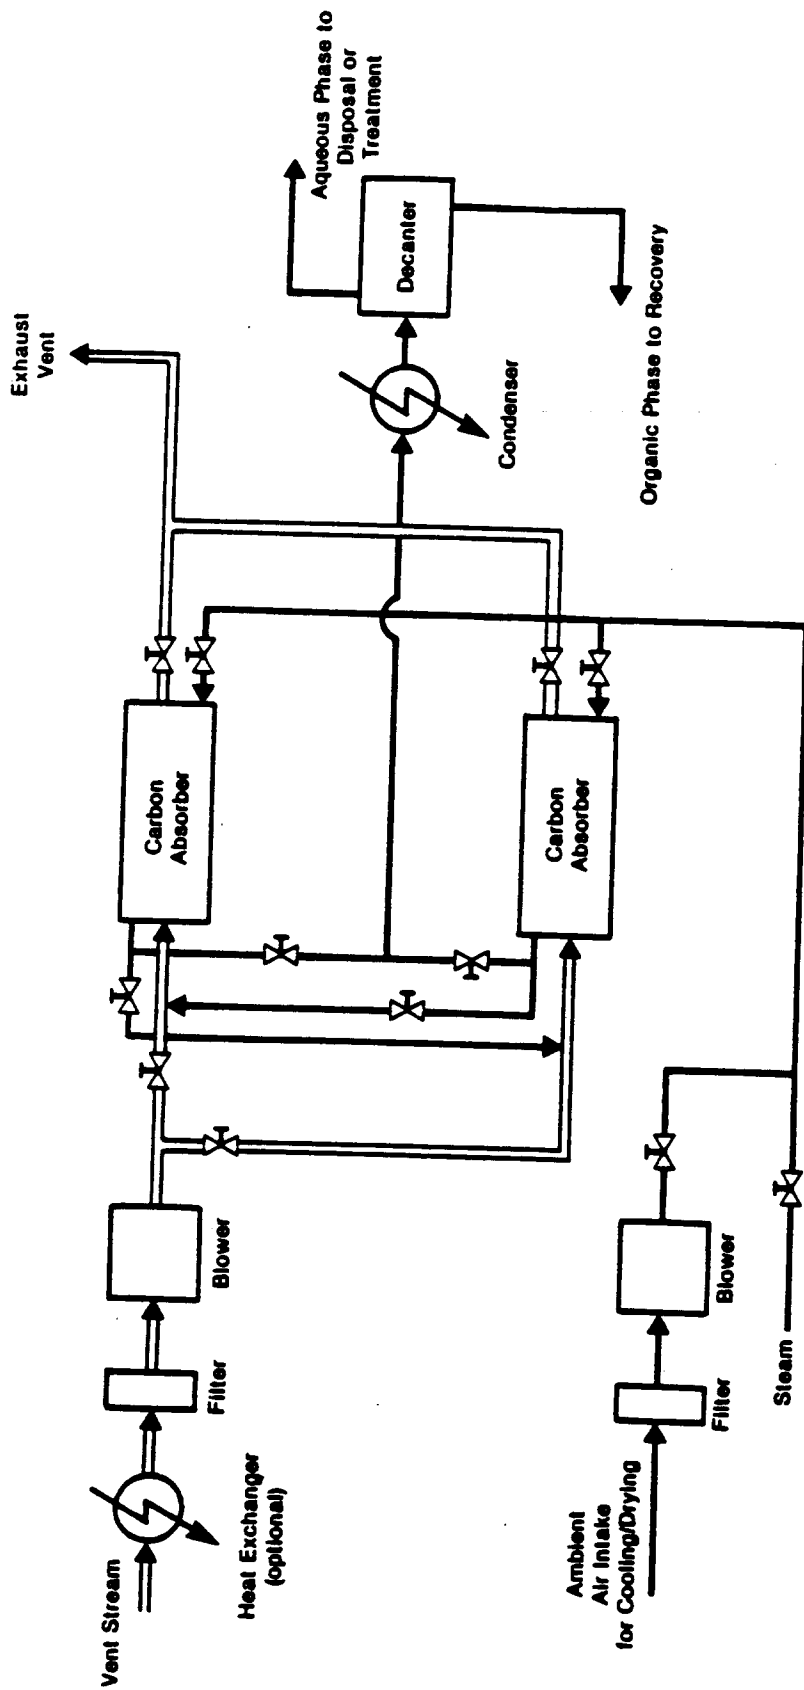 Exhaust
Vent
Aqueous Phase to
Disposal or
Treatment
Decanter
Condenser
Organic Phase to Recovery
Carbon
Absorber
Carbon
Absorber
Blower
Filter
Heat Exchanger
(optional)
Vent Stream
Blower
Filter
Ambient
Air Intake
for Cooling/Drying
Steam